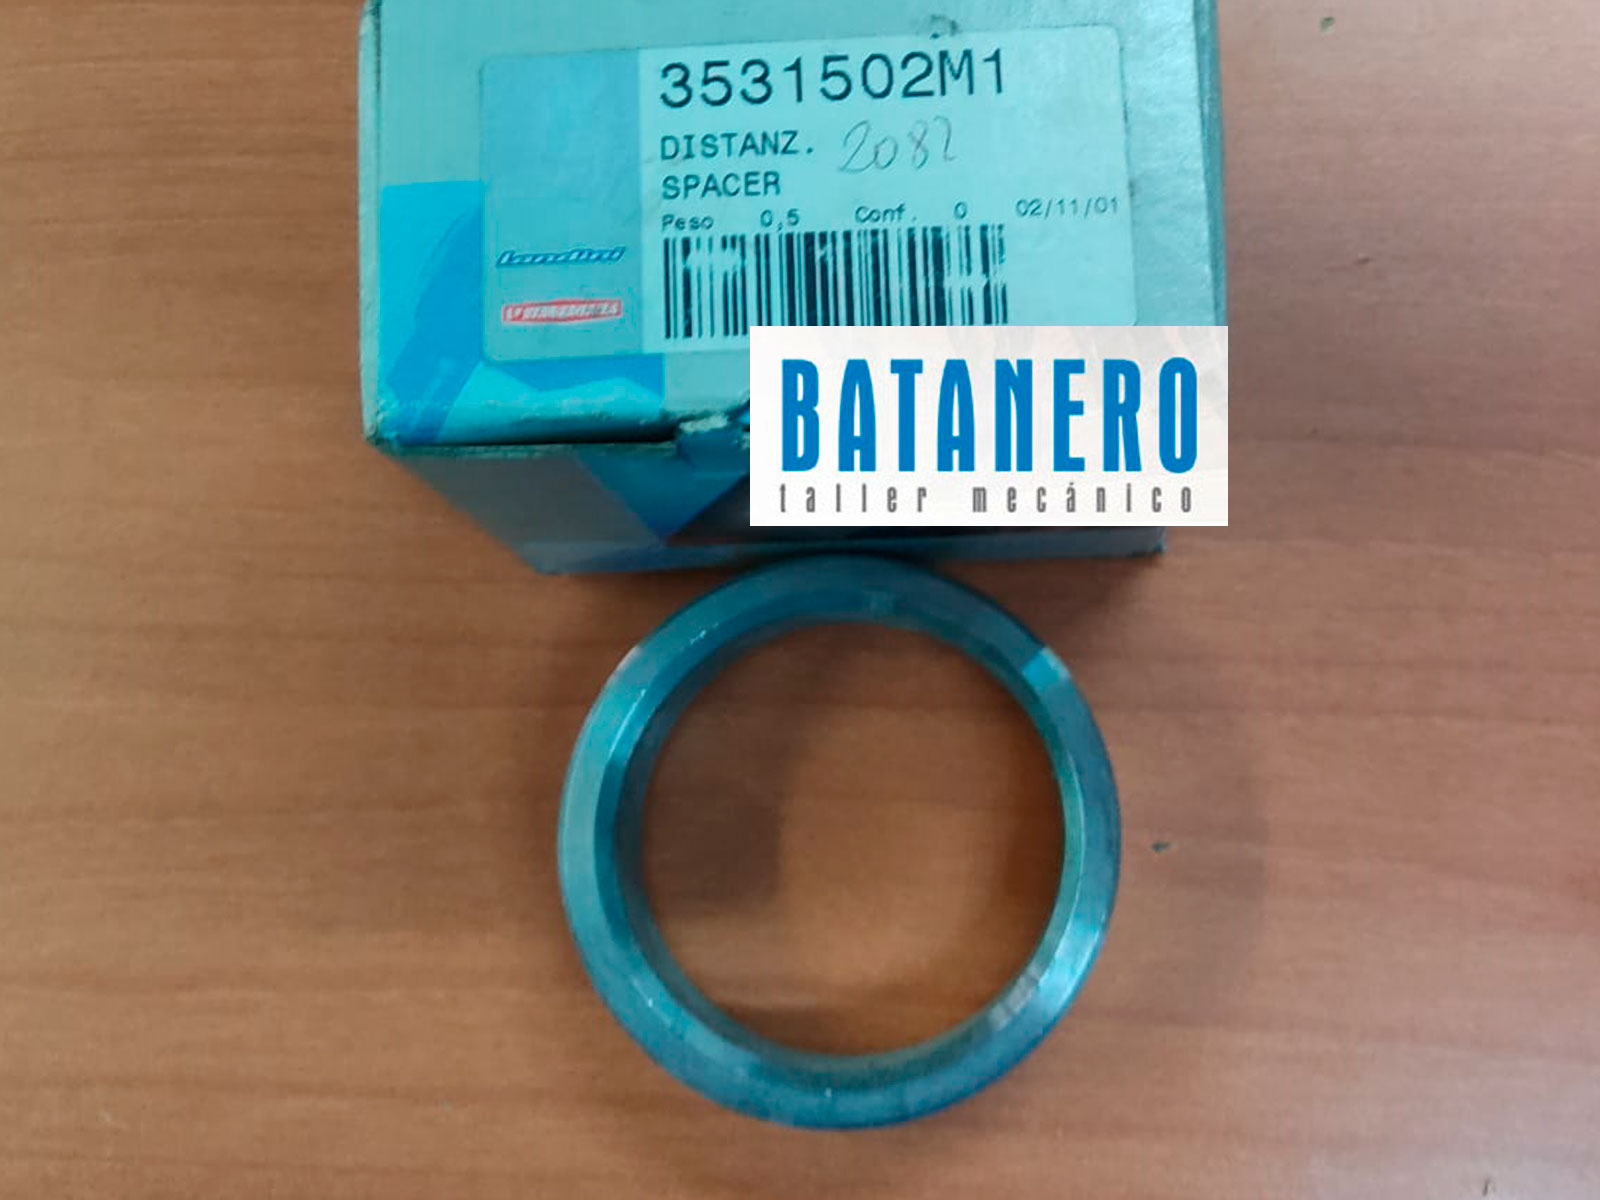 3531502M1
DISTANZ. 2082
SPACER
Peso 0,5 Conf. 0 02/11/01
Landini
BATANERO
taller mecánico